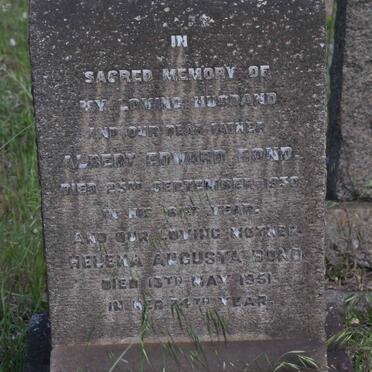 IN
SACRED MEMORY OF
MY LOVING HUSBAND
AND OUR DEAR FATHER
ALBERT EDWARD BOND.
DIED 25TH SEPTEMBER
IN HIS YEAR.
AND OUR LOVING MOTHER.
HELENA AUGUSTA BOND
DIED 13TH MAY 1951
IN HER 74TH YEAR.